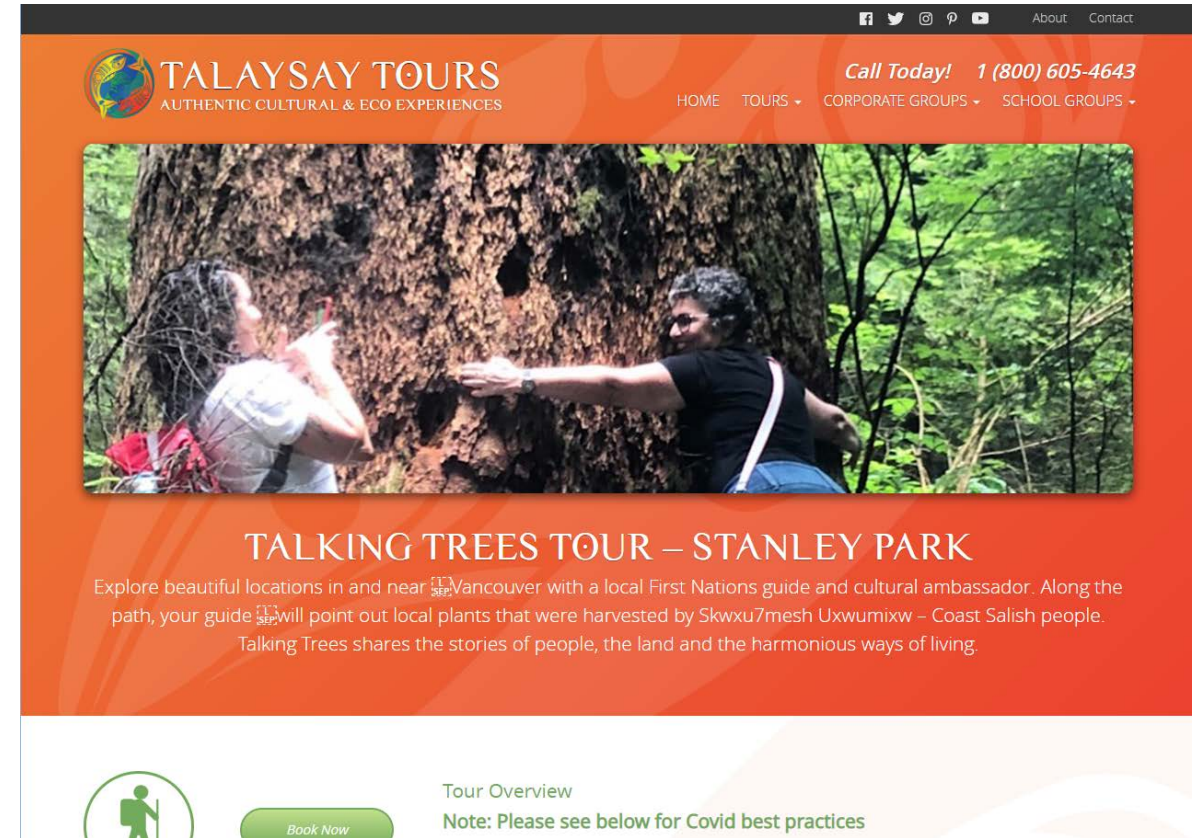 About Contact
TALAYSAY TOURS
AUTHENTIC CULTURAL & ECO EXPERIENCES
Call Today! 1 (800) 605-4643
HOME TOURS CORPORATE GROUPS SCHOOL GROUPS
TALKING TREES TOUR – STANLEY PARK
Explore beautiful locations in and near SEP Vancouver with a local First Nations guide and cultural ambassador. Along the
path, your guide SEP will point out local plants that were harvested by Skwxu7mesh Uxwumixw – Coast Salish people.
Talking Trees shares the stories of people, the land and the harmonious ways of living.
Tour Overview
Note: Please see below for Covid best practices
Book Now